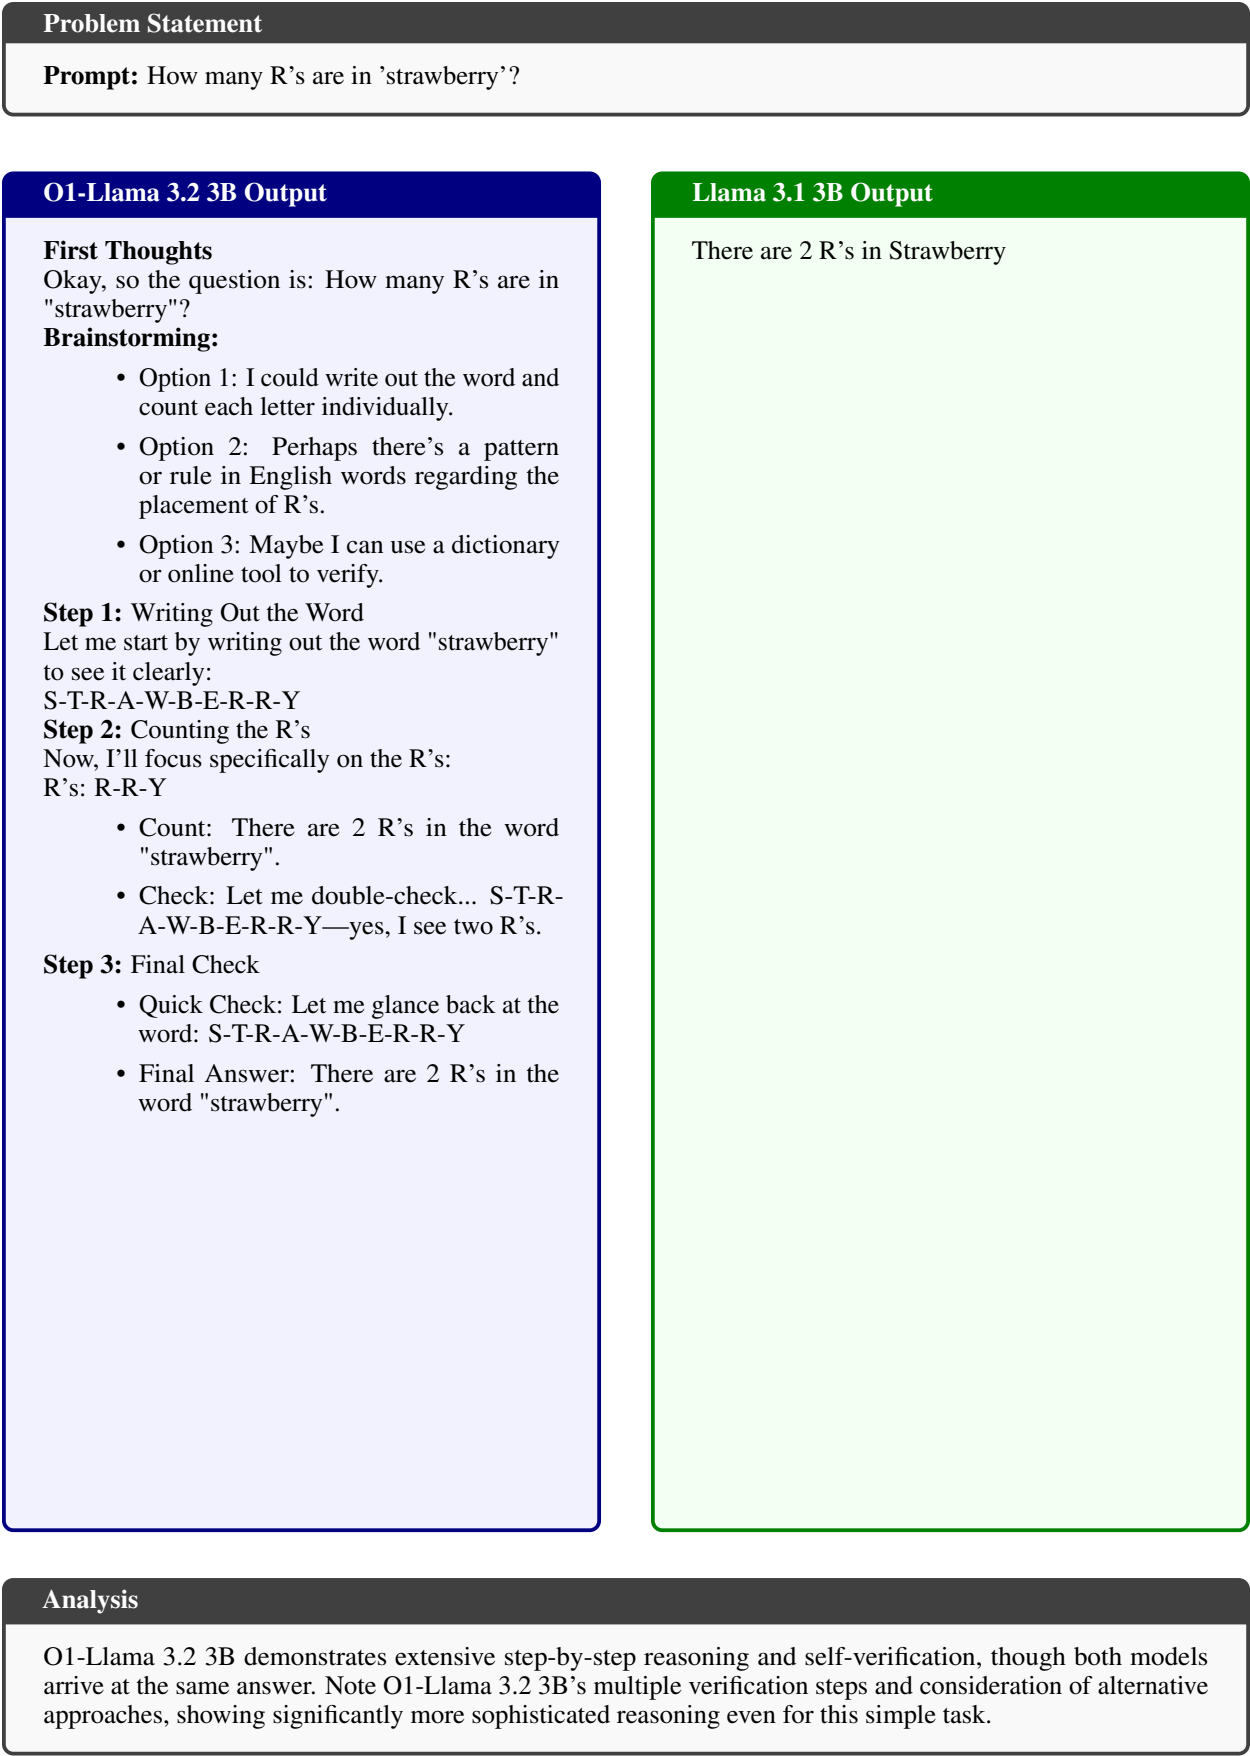 Problem Statement
Prompt: How many R's are in 'strawberry'?
O1-Llama 3.2 3B Output
First Thoughts
Okay, so the question is: How many R's are in
"strawberry"?
Brainstorming:
• Option 1: I could write out the word and
count each letter individually.
• Option 2: Perhaps there's a pattern
or rule in English words regarding the
placement of R's.
• Option 3: Maybe I can use a dictionary
or online tool to verify.
Step 1: Writing Out the Word
Let me start by writing out the word "strawberry"
to see it clearly:
S-T-R-A-W-B-E-R-R-Y
Step 2: Counting the R's
Now, I'll focus specifically on the R's:
R's: R-R-Y
• Count: There are 2 R's in the word
"strawberry".
• Check: Let me double-check... S-T-R-
A-W-B-E-R-R-Y—yes, I see two R's.
Step 3: Final Check
• Quick Check: Let me glance back at the
word: S-T-R-A-W-B-E-R-R-Y
• Final Answer: There are 2 R's in the
word "strawberry".
Llama 3.1 3B Output
There are 2 R's in Strawberry
Analysis
O1-Llama 3.2 3B demonstrates extensive step-by-step reasoning and self-verification, though both models
arrive at the same answer. Note O1-Llama 3.2 3B's multiple verification steps and consideration of alternative
approaches, showing significantly more sophisticated reasoning even for this simple task.